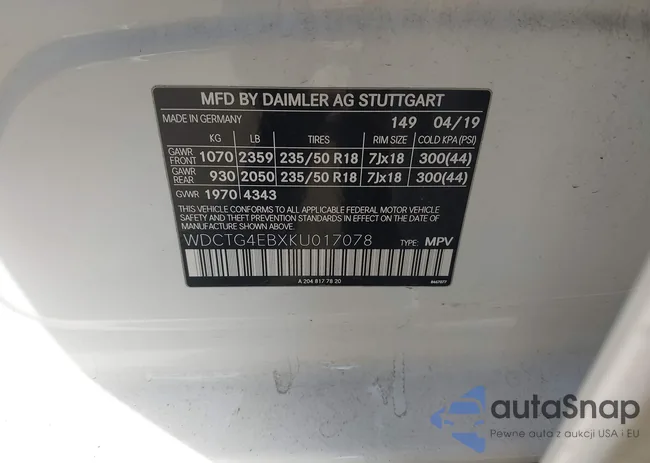 MFD BY DAIMLER AG STUTTGART
MADE IN GERMANY 149 04/19
KG LB TIRES RIM SIZE COLD KPA (PSI)
GAWR FRONT 1070 2359 235/50 R18 7Jx18 300(44)
GAWR REAR 930 2050 235/50 R18 7Jx18 300(44)
GVWR 1970 4343
THIS VEHICLE CONFORMS TO ALL APPLICABLE FEDERAL MOTOR VEHICLE
SAFETY, BUMPER AND THEFT PREVENTION STANDARDS IN EFFECT ON THE DATE OF
MANUFACTURE SHOWN ABOVE.
WDCTG4EBXKU017078 TYPE: MPV
A 204 817 78 20
autoSnap
Pewne auta z aukcji USA i EU